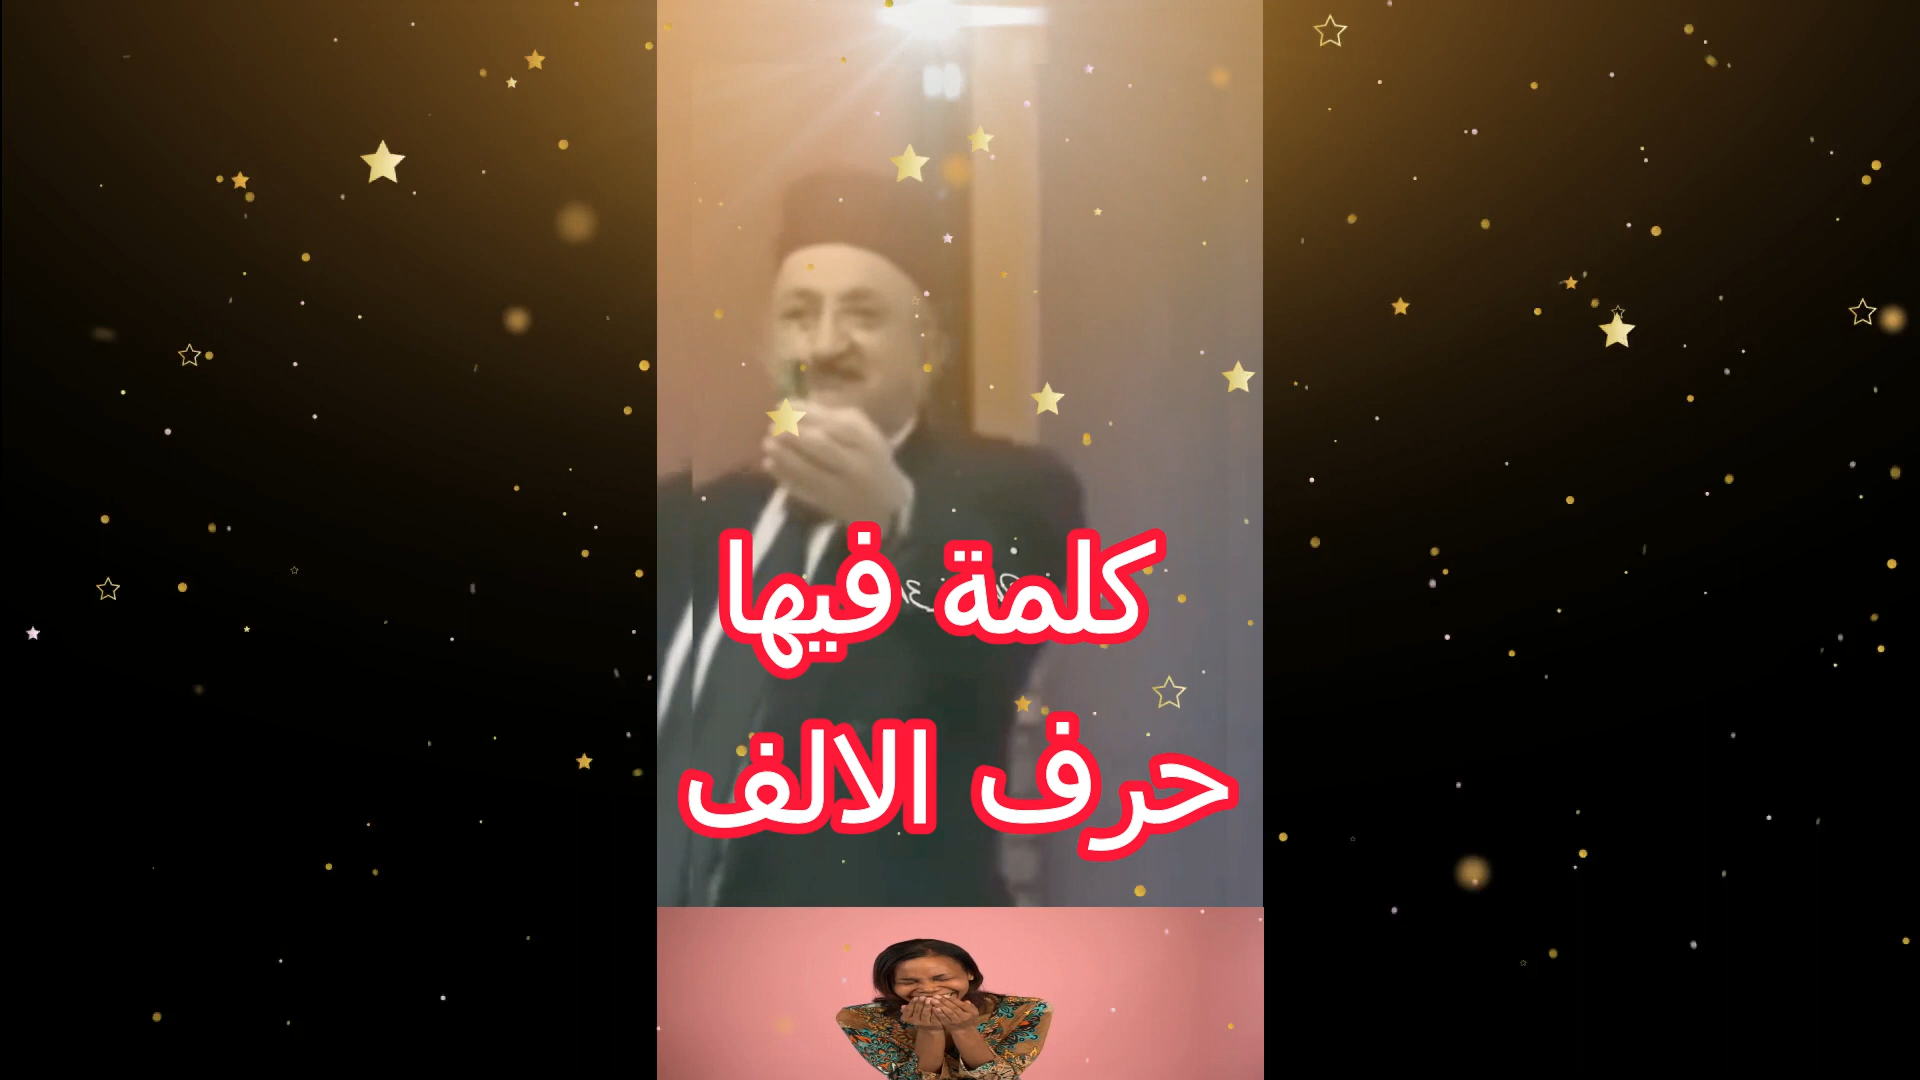 كلمة فيها
حرف الالف